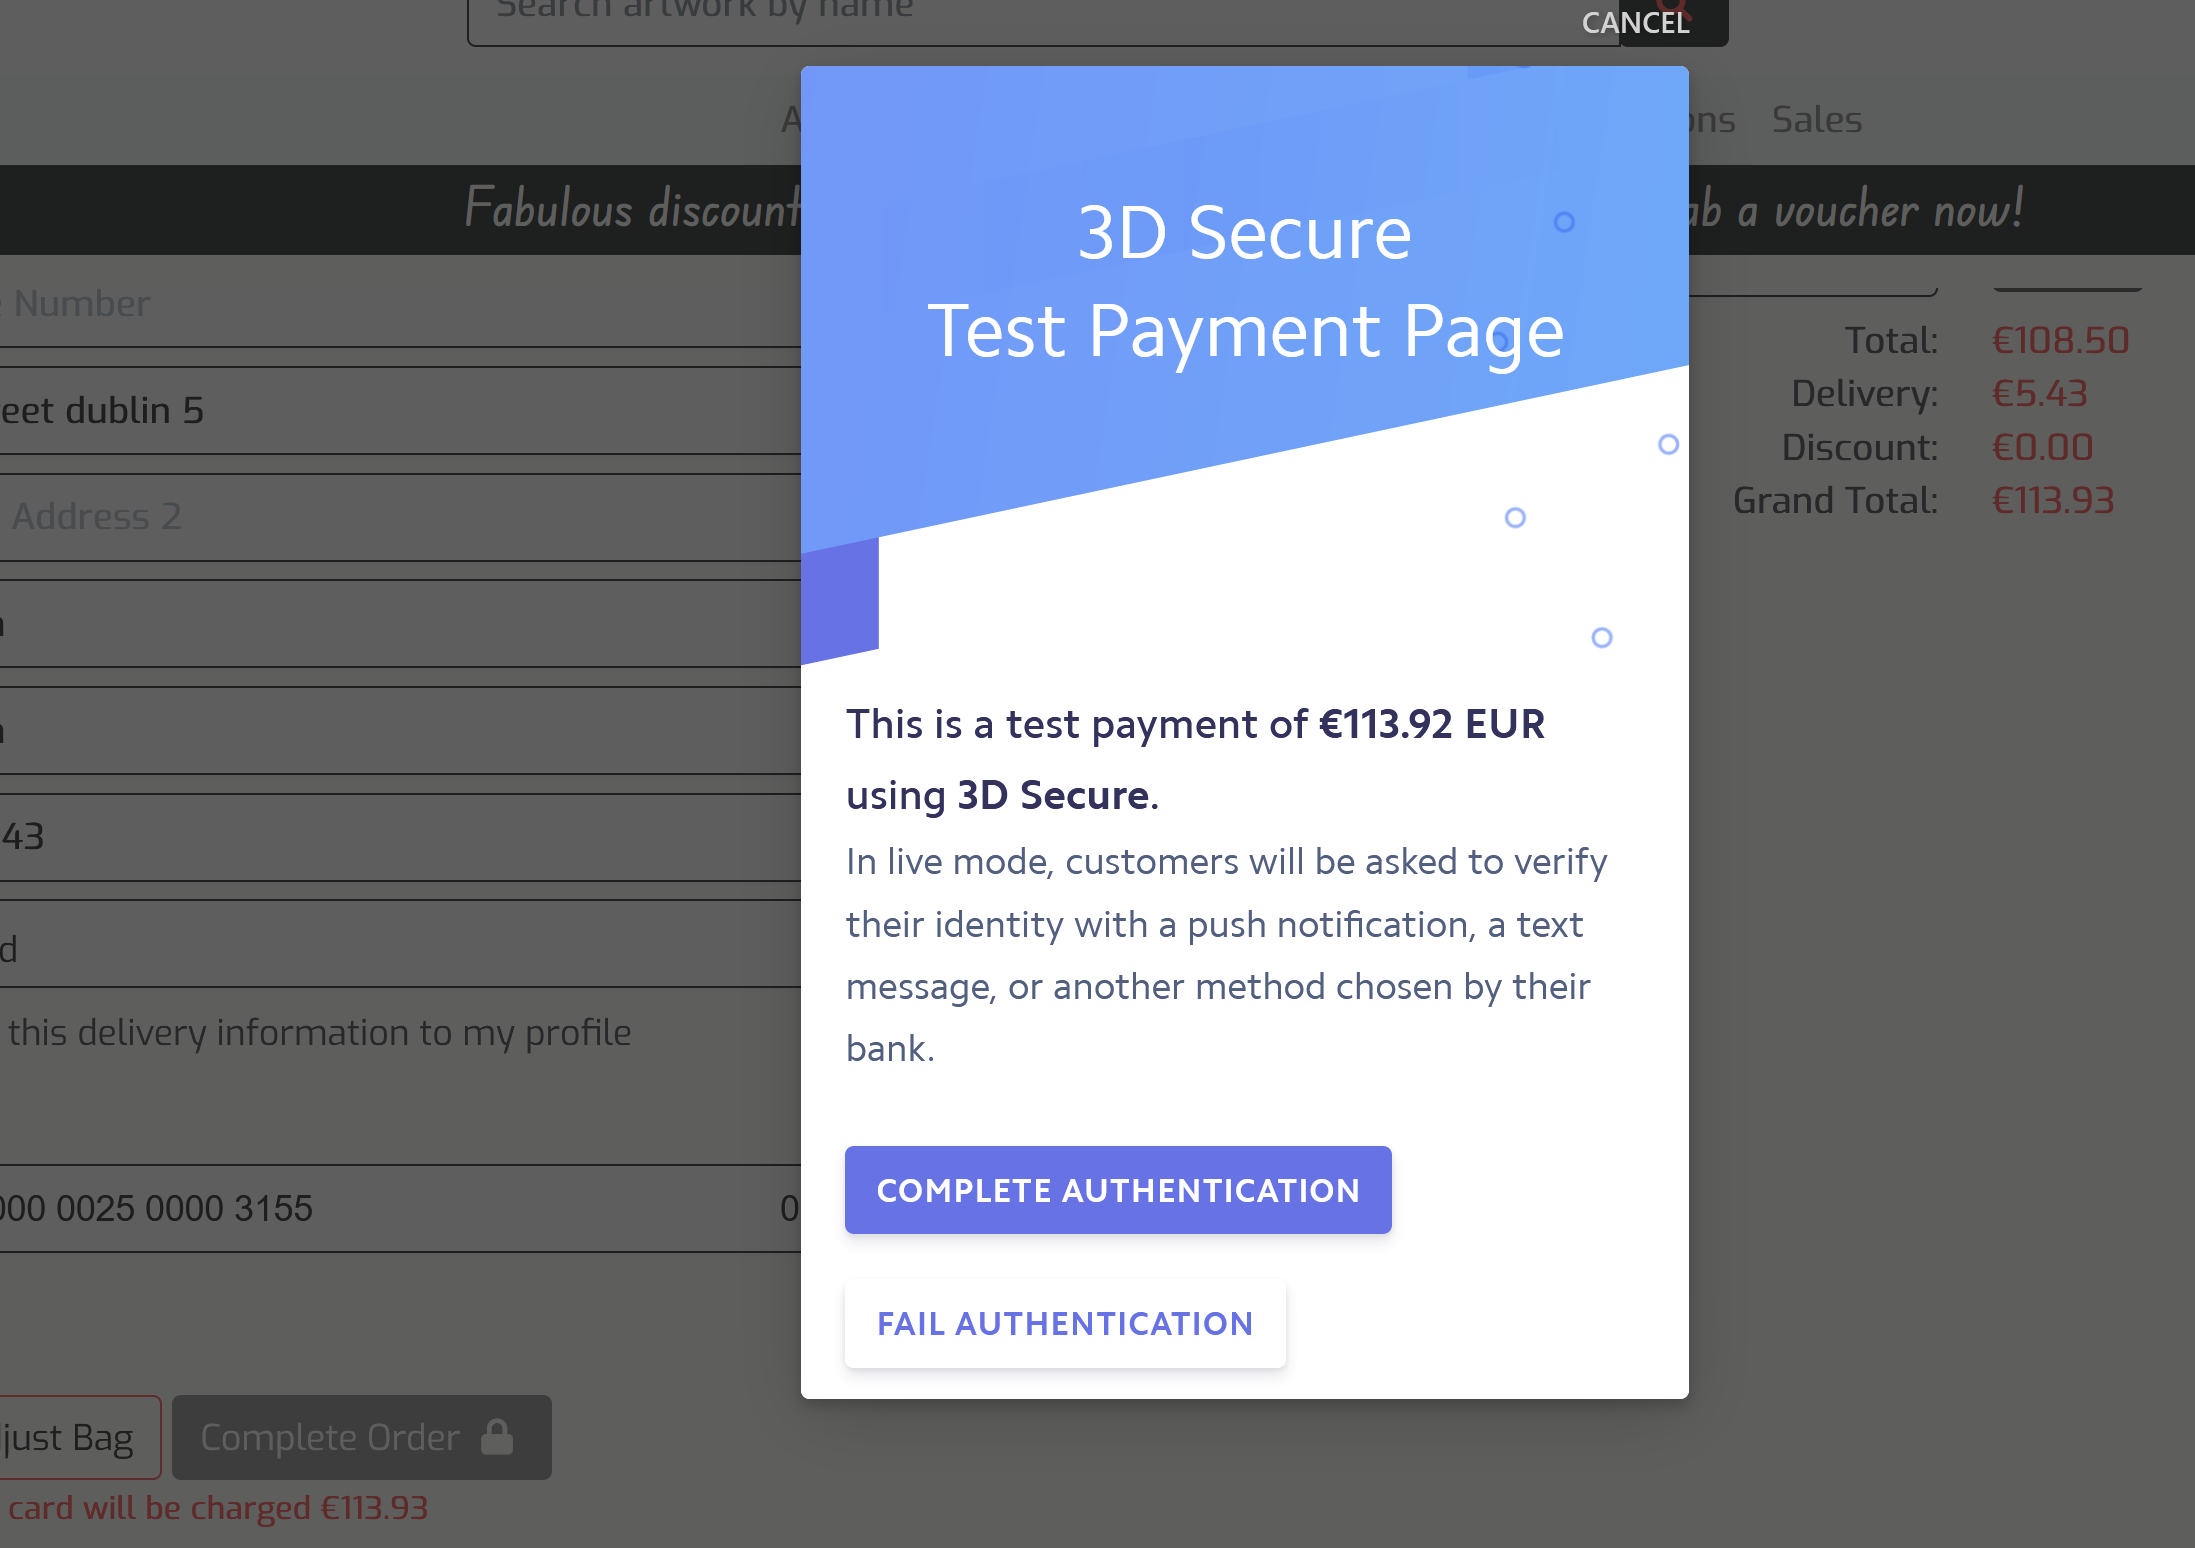 Search artwork by name
CANCEL
ons Sales
Fabulous discount
ab a voucher now!
3D Secure
Test Payment Page
Number
Total: €108.50
eet dublin 5
Delivery: €5.43
Discount: €0.00
Address 2
Grand Total: €113.93
43
d
this delivery information to my profile
This is a test payment of €113.92 EUR
using 3D Secure.
In live mode, customers will be asked to verify
their identity with a push notification, a text
message, or another method chosen by their
bank.
000 0025 0000 3155
0
COMPLETE AUTHENTICATION
FAIL AUTHENTICATION
just Bag
Complete Order
card will be charged €113.93